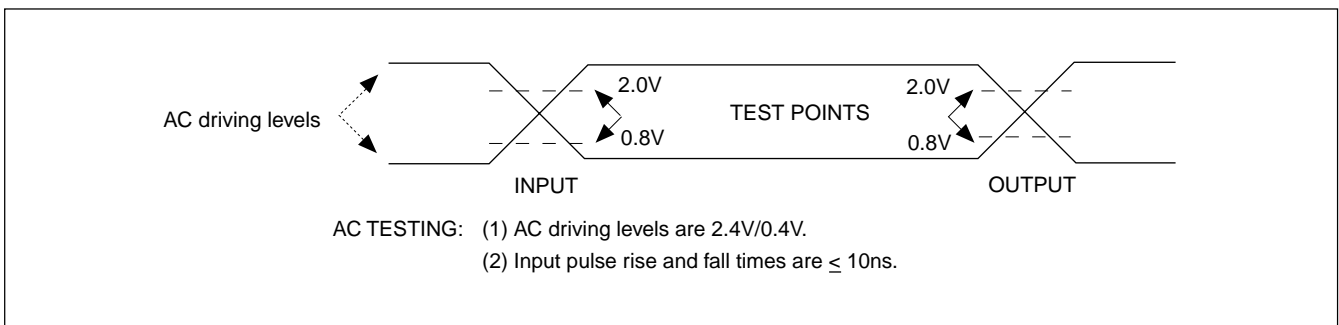 2.0V
2.0V
AC driving levels
TEST POINTS
0.8V
0.8V
INPUT
OUTPUT
AC TESTING: (1) AC driving levels are 2.4V/0.4V.
(2) Input pulse rise and fall times are ≤ 10ns.